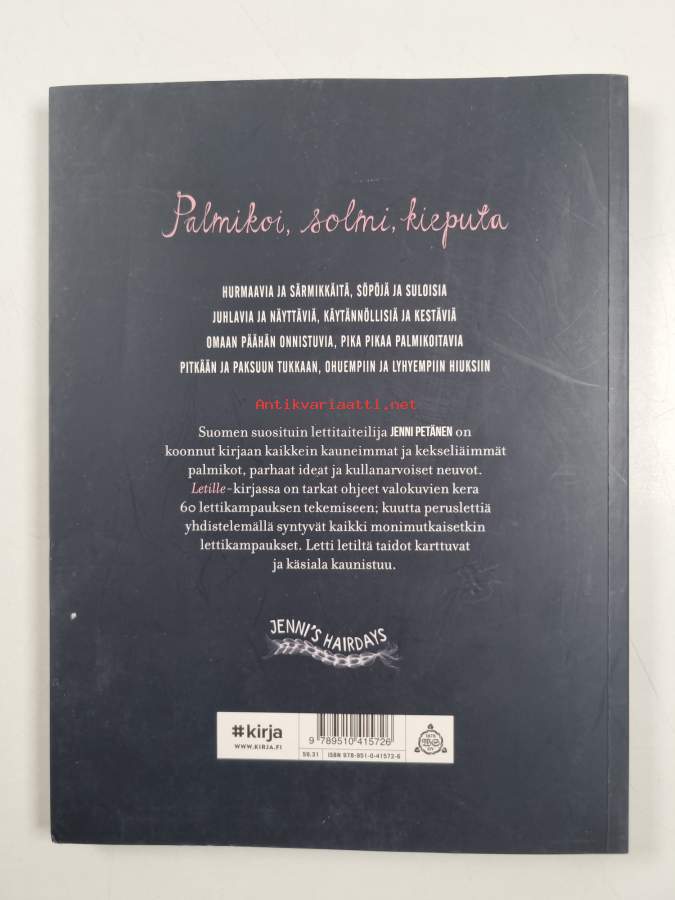 Palmikoi, solmi, kieputa
HURMAAVIA JA SÄRMIKKÄITÄ, SÖPÖJÄ JA SULOISIA
JUHLAVIA JA NÄYTTÄVIÄ, KÄYTÄNNÖLLISIÄ JA KESTÄVIÄ
OMAAN PÄÄHÄN ONNISTUVIA, PIKA PIKAA PALMIKOITAVIA
PITKÄÄN JA PAKSUUN TUKKAAN, OHUEMPIIN JA LYHYEMPIIN HIUKSIIN
Antikvariaatti.net
Suomen suosituin lettitaiteilija JENNI PETÄNEN on
koonnut kirjaan kaikkein kauneimmat ja kekseliäimmät
palmikot, parhaat ideat ja kullanarvoiset neuvot.
Letille-kirjassa on tarkat ohjeet valokuvien kera
60 lettikampauksen tekemiseen; kuutta peruslettiä
yhdistelemällä syntyvät kaikki monimutkaisetkin
lettikampaukset. Letti letiltä taidot karttuvat
ja käsiala kaunistuu.
JENNI'S HAIRDAYS
#kirja
WWW.KIRJA.FI
9 789510 415726
59.31 ISBN 978-951-0-41572-6